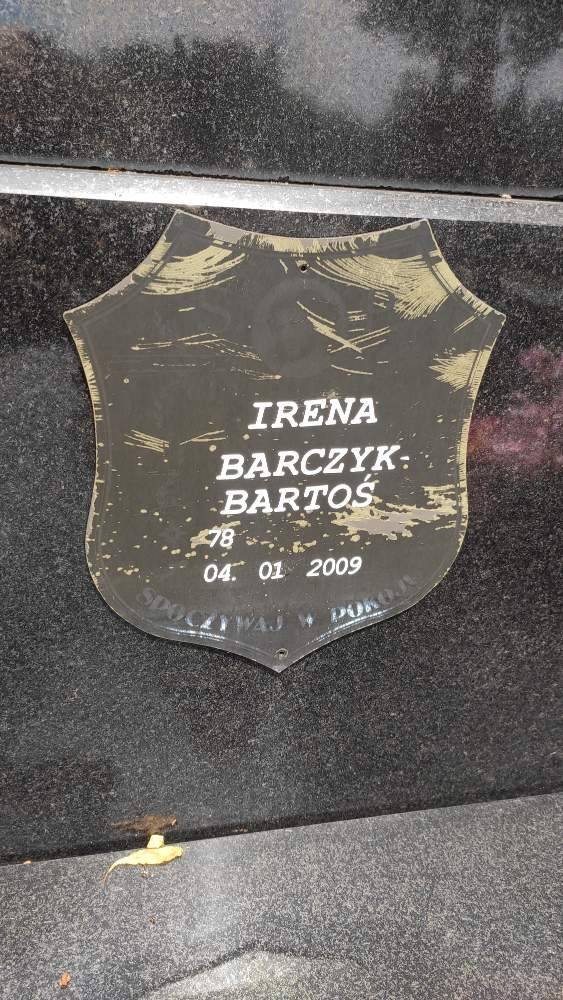 IRENA
BARCZYK-
BARTOŚ
78
04. 01 2009
SPOCZYWAJ W POKOJU